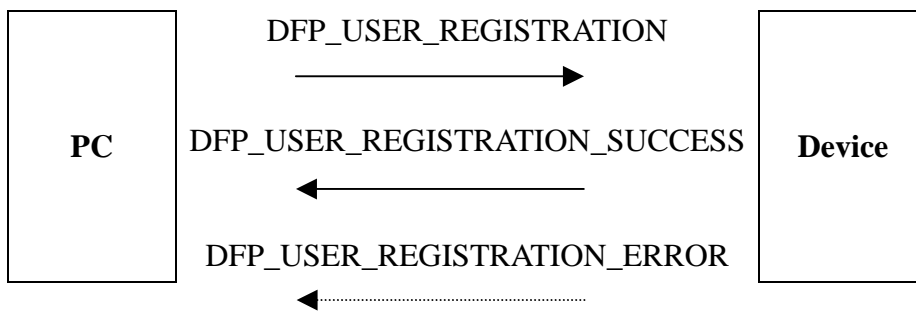 DFP_USER_REGISTRATION
PC
DFP_USER_REGISTRATION_SUCCESS
Device
DFP_USER_REGISTRATION_ERROR